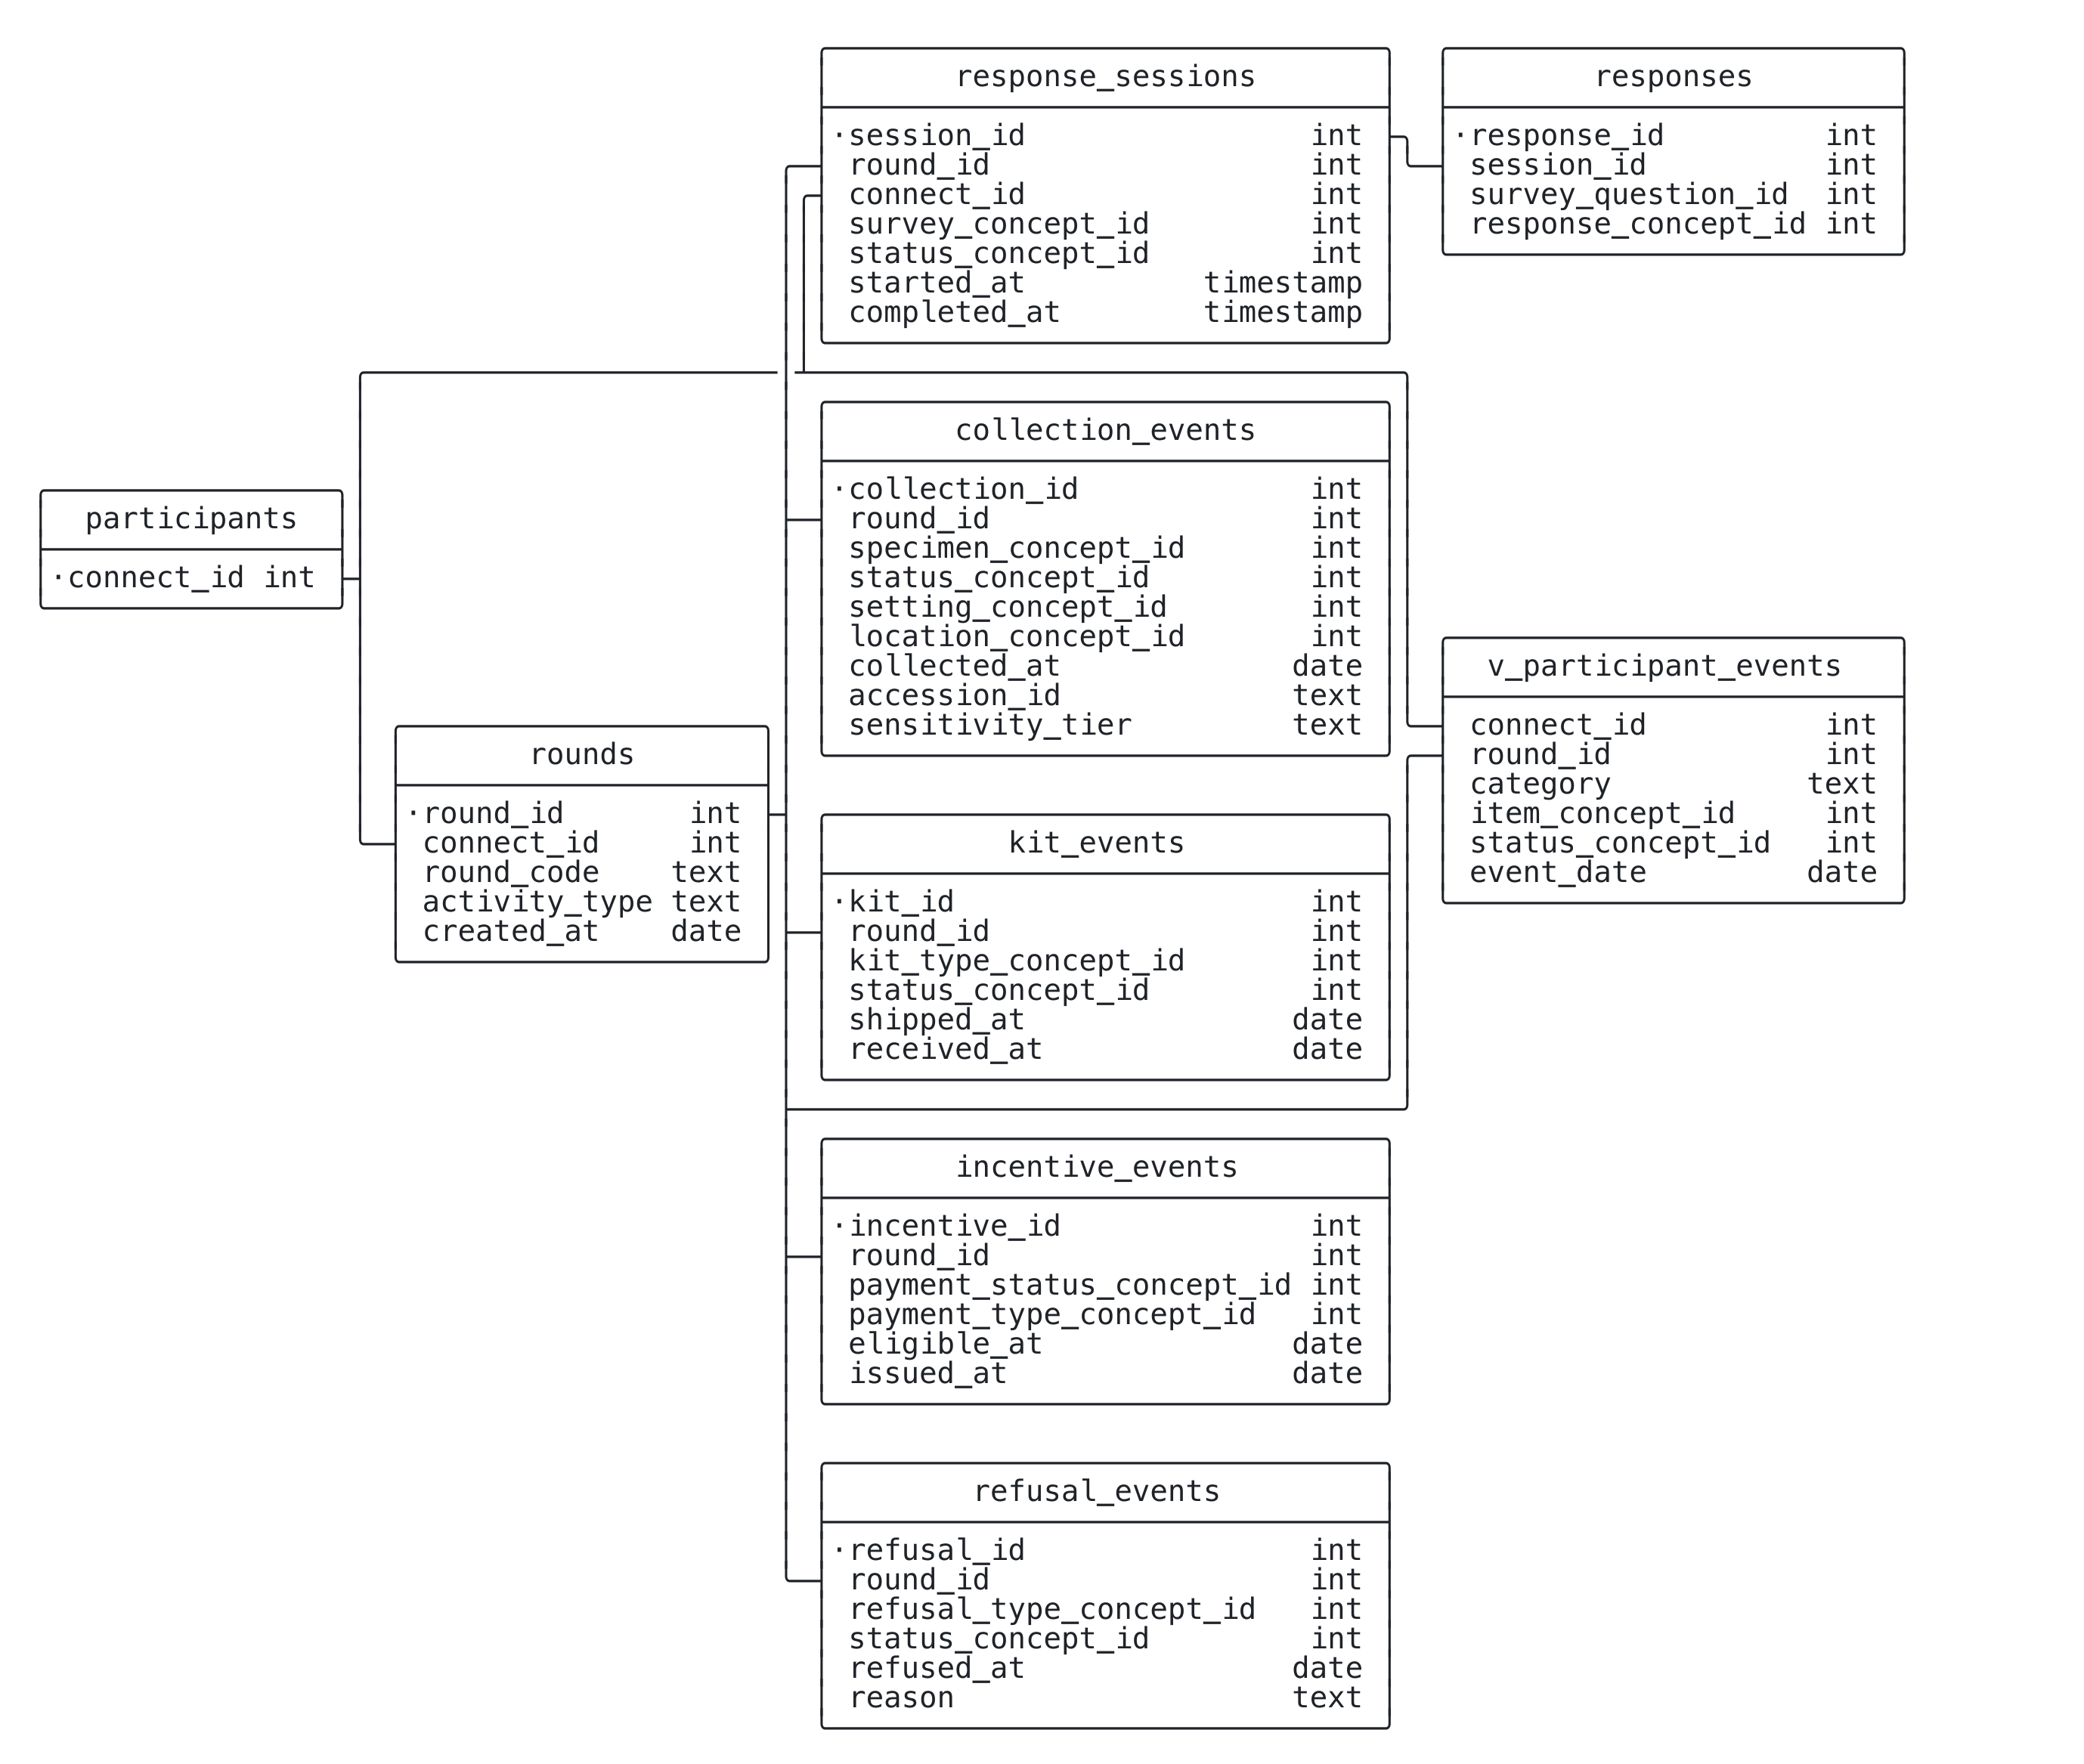 response_sessions
·session_id int
round_id int
connect_id int
survey_concept_id int
status_concept_id int
started_at timestamp
completed_at timestamp
responses
·response_id int
session_id int
survey_question_id int
response_concept_id int
collection_events
·collection_id int
round_id int
specimen_concept_id int
status_concept_id int
setting_concept_id int
location_concept_id int
collected_at date
accession_id text
sensitivity_tier text
participants
·connect_id int
v_participant_events
connect_id int
round_id int
category text
item_concept_id int
status_concept_id int
event_date date
rounds
·round_id int
connect_id int
round_code text
activity_type text
created_at date
kit_events
·kit_id int
round_id int
kit_type_concept_id int
status_concept_id int
shipped_at date
received_at date
incentive_events
·incentive_id int
round_id int
payment_status_concept_id int
payment_type_concept_id int
eligible_at date
issued_at date
refusal_events
·refusal_id int
round_id int
refusal_type_concept_id int
status_concept_id int
refused_at date
reason text